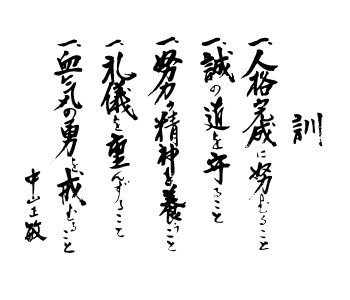 訓
一、人格完成に努むること
一、誠の道を守ること
一、努力の精神を養うこと
一、礼儀を重んずること
一、血気の勇を戒むること
中山正敏